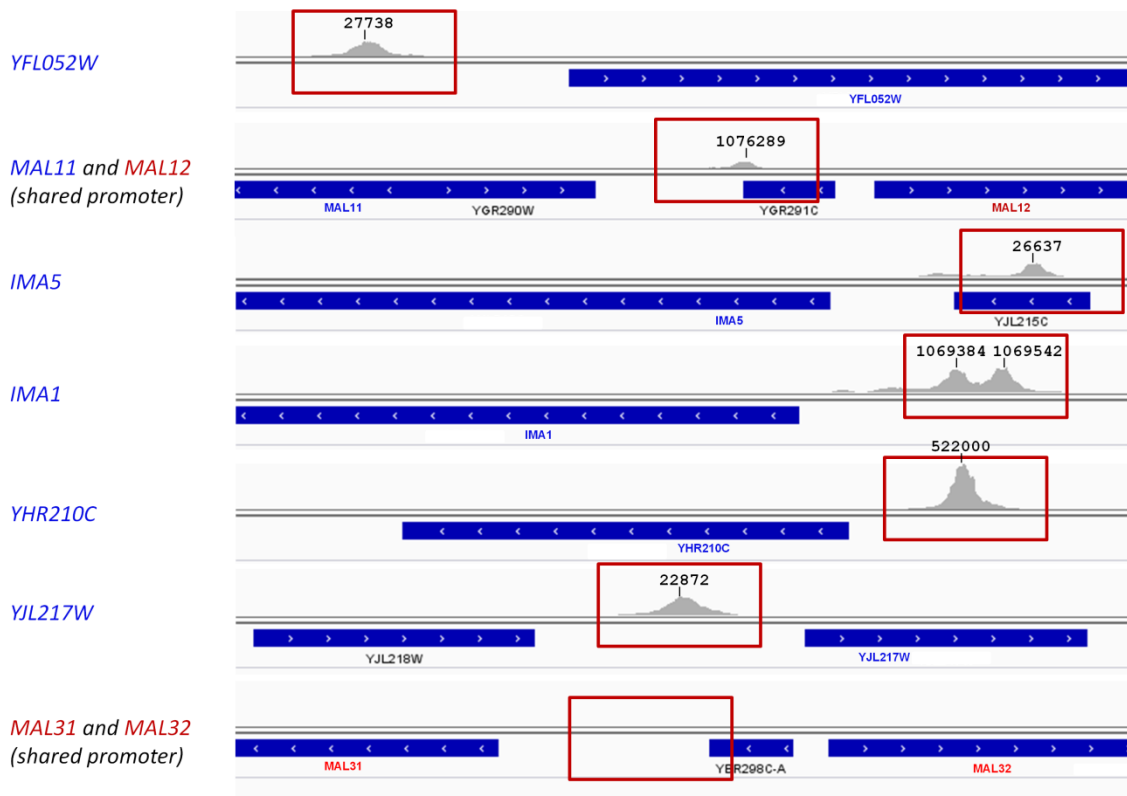 YFL052W
27738
YFL052W
MAL11 and MAL12
(shared promoter)
1076289
MAL11
YGR290W
YGR291C
MAL12
IMA5
26637
IMA5
YJL215C
IMA1
1069384 1069542
IMA1
YHR210C
522000
YHR210C
YJL217W
22872
YJL218W
YJL217W
MAL31 and MAL32
(shared promoter)
MAL31
YBR298C-A
MAL32